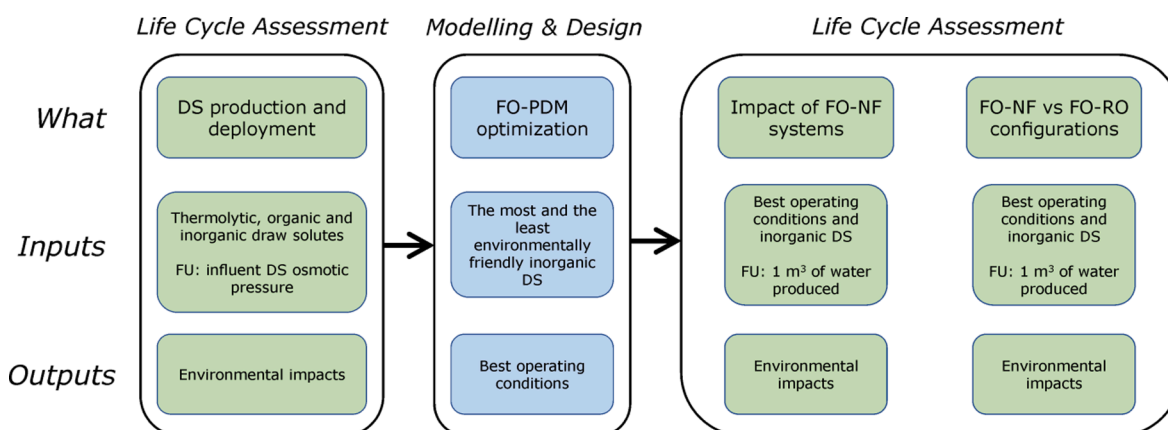 Life Cycle Assessment
Modelling & Design
Life Cycle Assessment
What
DS production and
deployment
FO-PDM
optimization
Impact of FO-NF
systems
FO-NF vs FO-RO
configurations
Inputs
Thermolytic, organic and
inorganic draw solutes
FU: influent DS osmotic
pressure
The most and the
least
environmentally
friendly inorganic
DS
Best operating
conditions and
inorganic DS
FU: 1 m³ of water
produced
Best operating
conditions and
inorganic DS
FU: 1 m³ of water
produced
Outputs
Environmental impacts
Best operating
conditions
Environmental
impacts
Environmental
impacts